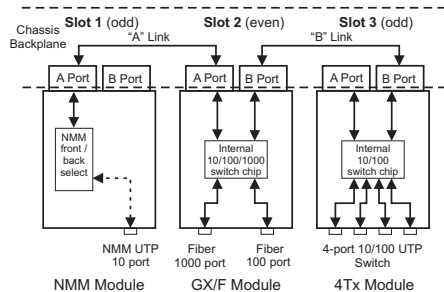 Slot 1 (odd) Slot 2 (even) Slot 3 (odd)
Chassis
Backplane
“A” Link “B” Link
A Port B Port A Port B Port A Port B Port
NMM
front /
back
select
Internal
10/100/1000
switch chip
Internal
10/100
switch chip
NMM UTP
10 port
Fiber
1000 port
Fiber
100 port
4-port 10/100 UTP
Switch
NMM Module GX/F Module 4Tx Module